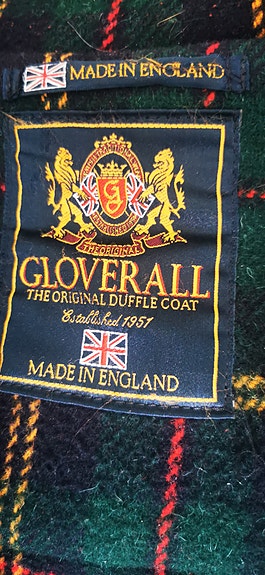 MADE IN ENGLAND
G
THE ORIGINAL
GLOVERALL
THE ORIGINAL DUFFLE COAT
Established 1951
MADE IN ENGLAND